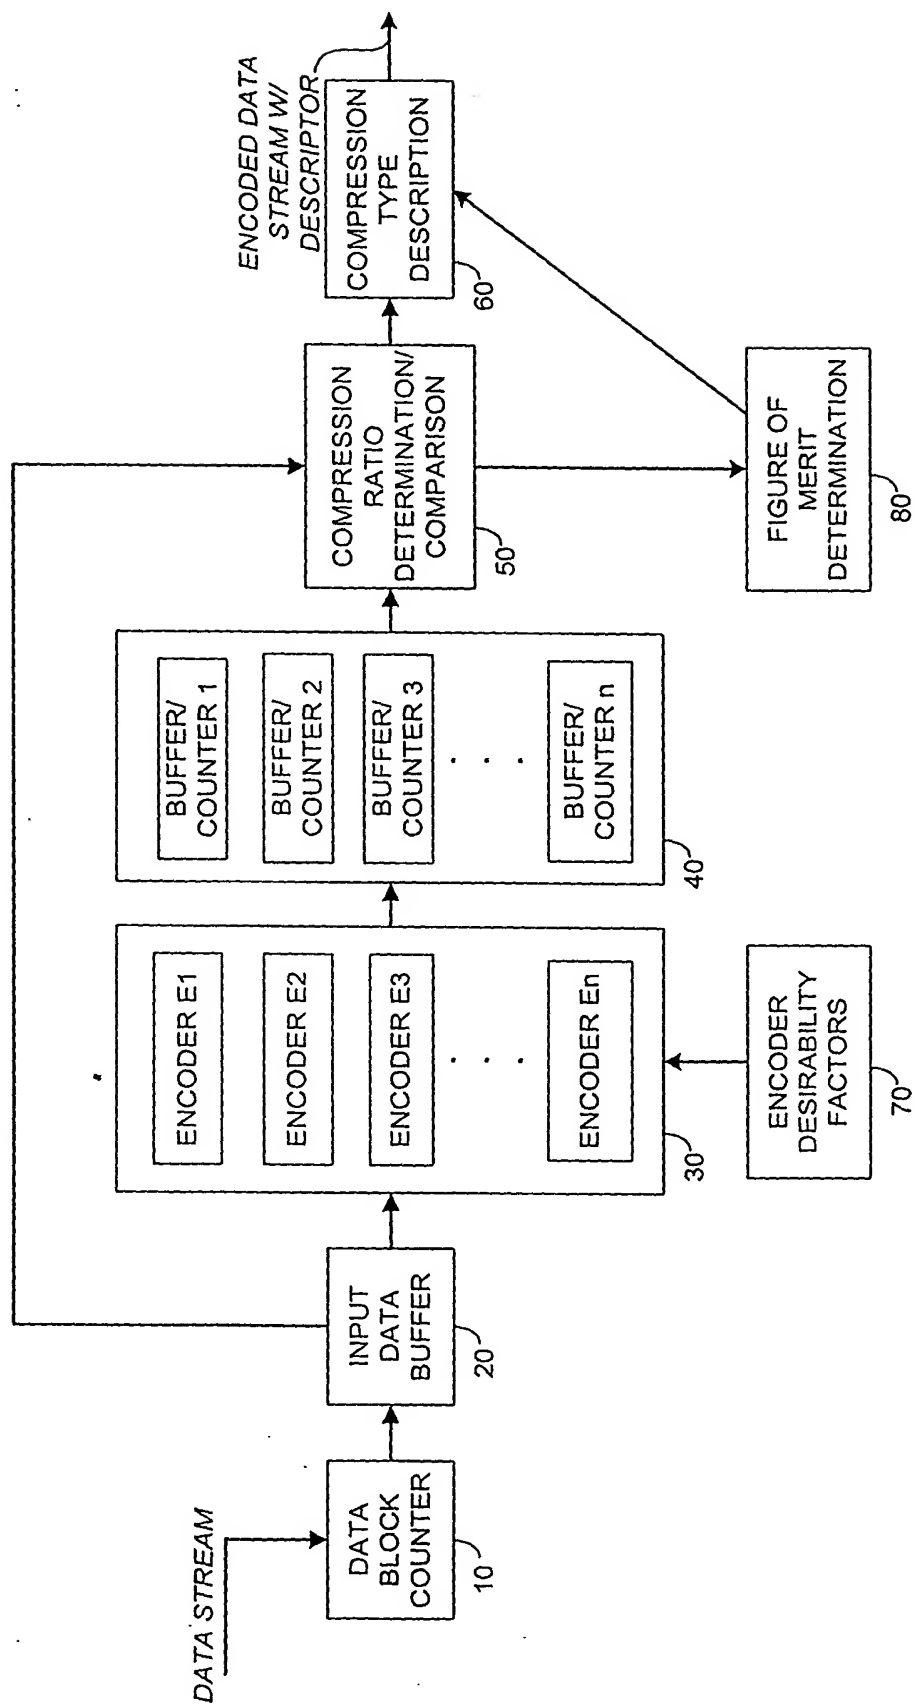 DATA STREAM
DATA
BLOCK
COUNTER
10
INPUT
DATA
BUFFER
20
ENCODER E1
ENCODER E2
ENCODER E3
. . .
ENCODER En
30
ENCODER
DESIRABILITY
FACTORS
70
BUFFER/
COUNTER 1
BUFFER/
COUNTER 2
BUFFER/
COUNTER 3
. . .
BUFFER/
COUNTER n
40
COMPRESSION
RATIO
DETERMINATION/
COMPARISON
50
FIGURE OF
MERIT
DETERMINATION
80
COMPRESSION
TYPE
DESCRIPTION
60
ENCODED DATA
STREAM W/
DESCRIPTOR